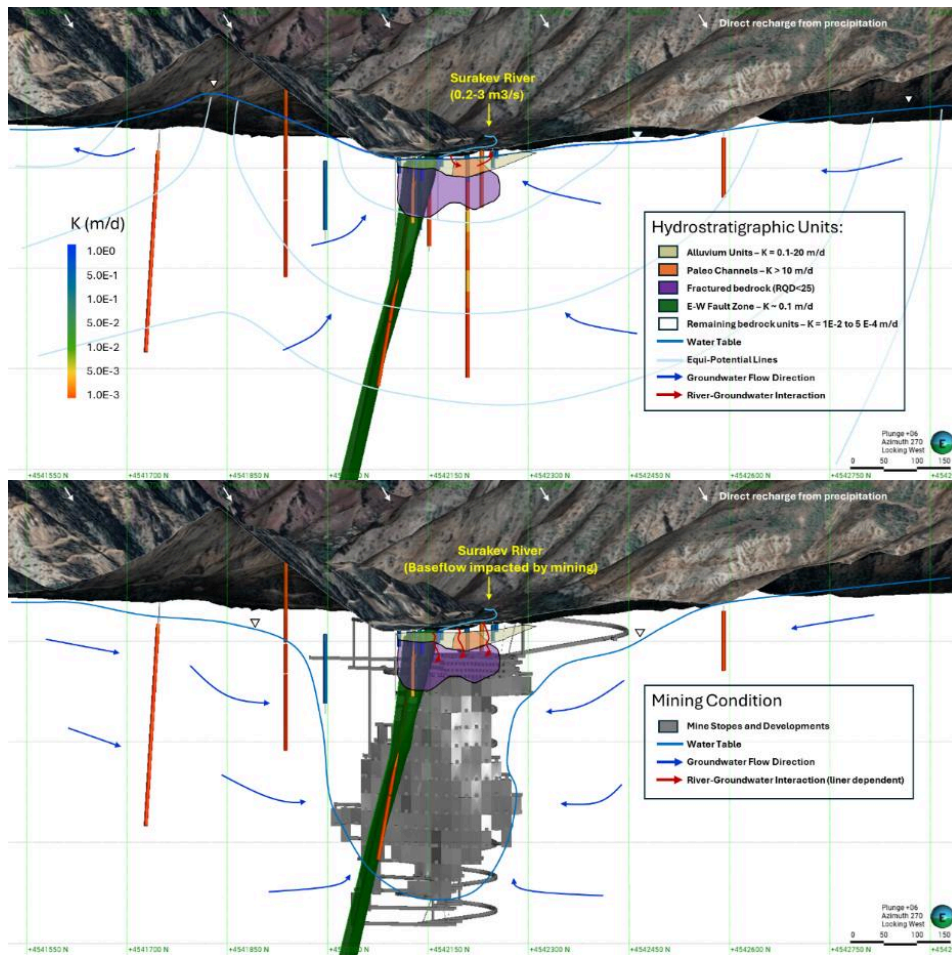 Direct recharge from precipitation
Surakev River
(0.2-3 m3/s)
K (m/d)
1.0E0
5.0E-1
1.0E-1
5.0E-2
1.0E-2
5.0E-3
1.0E-3
Hydrostratigraphic Units:
Alluvium Units – K = 0.1-20 m/d
Paleo Channels – K > 10 m/d
Fractured bedrock (RQD<25)
E-W Fault Zone – K ~ 0.1 m/d
Remaining bedrock units – K = 1E-2 to 5 E-4 m/d
Water Table
Equi-Potential Lines
Groundwater Flow Direction
River-Groundwater Interaction
Plunge +06
Azimuth 270
Looking West
0 50 100 150
+4541550 N +4541700 N +4541850 N +4542150 N +4542300 N +4542450 N +4542600 N +4542750 N
Direct recharge from precipitation
Surakev River
(Baseflow impacted by mining)
Mining Condition
Mine Stopes and Developments
Water Table
Groundwater Flow Direction
River-Groundwater Interaction (liner dependent)
Plunge +06
Azimuth 270
Looking West
0 50 100 150
+4541550 N +4541700 N +4541850 N +4542150 N +4542300 N +4542450 N +4542600 N +4542750 N